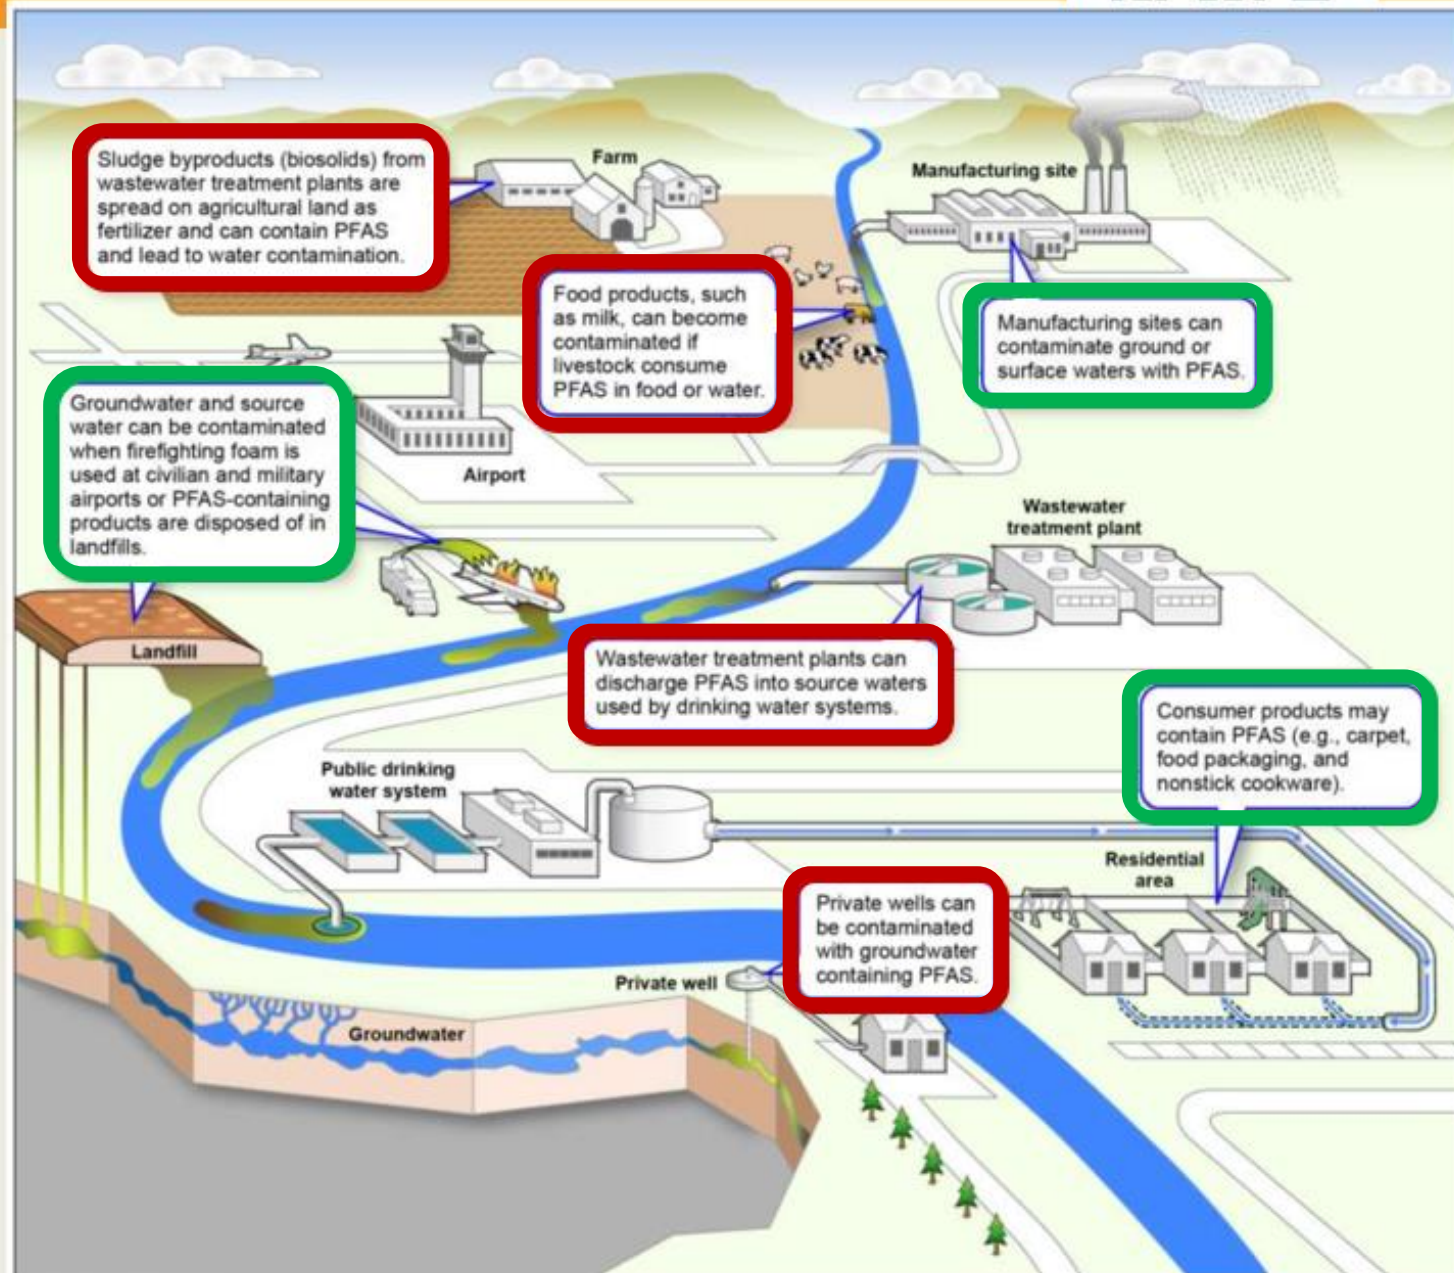 Sludge byproducts (biosolids) from
wastewater treatment plants are
spread on agricultural land as
fertilizer and can contain PFAS
and lead to water contamination.
Farm
Manufacturing site
Food products, such
as milk, can become
contaminated if
livestock consume
PFAS in food or water.
Manufacturing sites can
contaminate ground or
surface waters with PFAS.
Groundwater and source
water can be contaminated
when firefighting foam is
used at civilian and military
airports or PFAS-containing
products are disposed of in
landfills.
Airport
Wastewater
treatment plant
Landfill
Wastewater treatment plants can
discharge PFAS into source waters
used by drinking water systems.
Consumer products may
contain PFAS (e.g., carpet,
food packaging, and
nonstick cookware).
Public drinking
water system
Residential
area
Private wells can
be contaminated
with groundwater
containing PFAS.
Private well
Groundwater